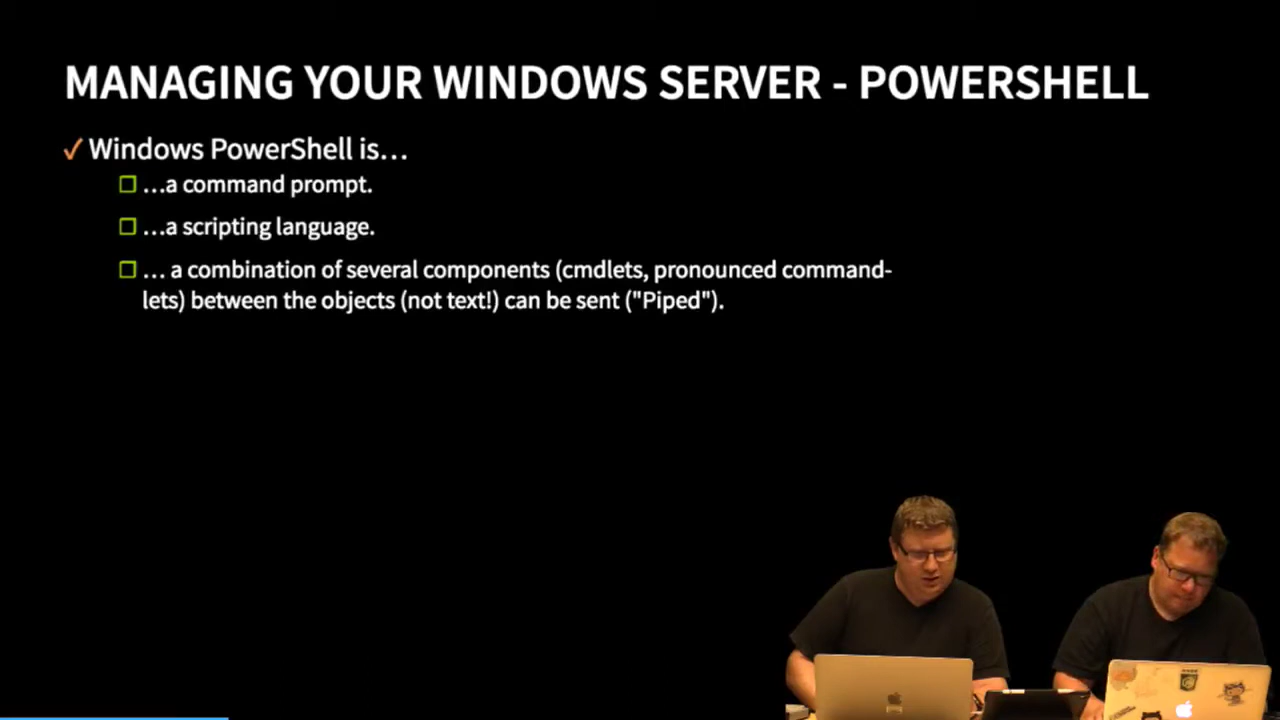 MANAGING YOUR WINDOWS SERVER - POWERSHELL
✓ Windows PowerShell is…
…a command prompt.
…a scripting language.
… a combination of several components (cmdlets, pronounced command-
lets) between the objects (not text!) can be sent ("Piped").